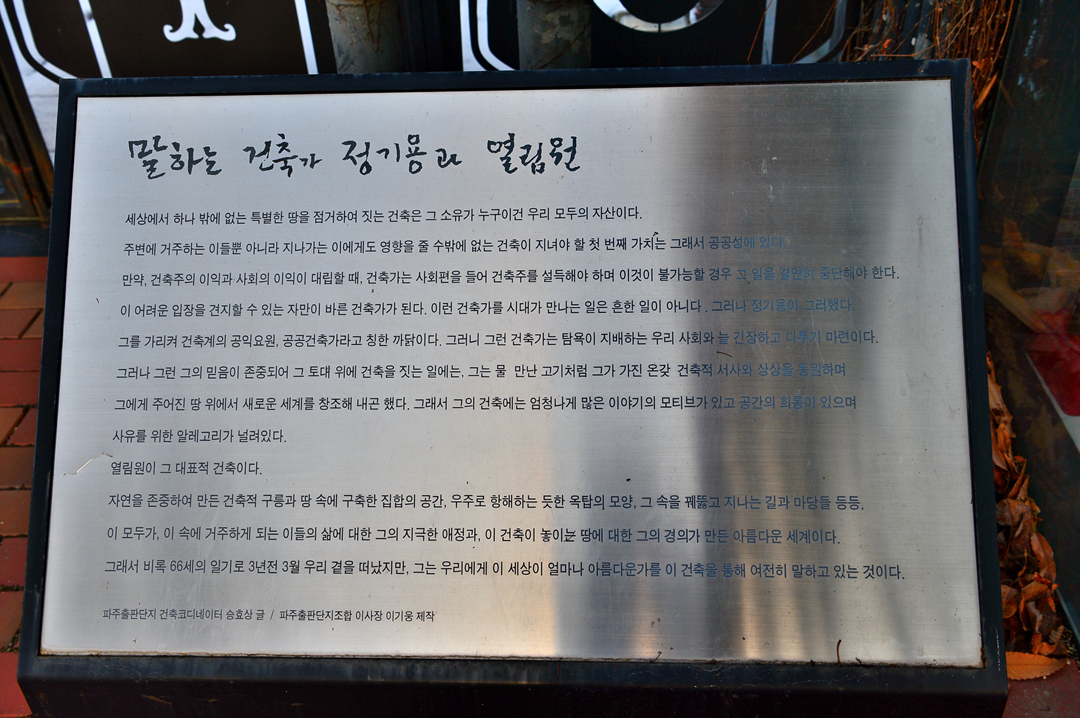 말하는 건축가 정기용과 열림원
세상에서 하나 밖에 없는 특별한 땅을 점거하여 짓는 건축은 그 소유가 누구이건 우리 모두의 자산이다.
주변에 거주하는 이들뿐 아니라 지나가는 이에게도 영향을 줄 수밖에 없는 건축이 지녀야 할 첫 번째 가치는 그래서 공공성에 있다.
만약, 건축주의 이익과 사회의 이익이 대립할 때, 건축가는 사회편을 들어 건축주를 설득해야 하며 이것이 불가능할 경우 그 일을 결연히 중단해야 한다.
이 어려운 입장을 견지할 수 있는 자만이 바른 건축가가 된다. 이런 건축가를 시대가 만나는 일은 흔한 일이 아니다. 그러나 정기용이 그러했다.
그를 가리켜 건축계의 공익요원, 공공건축가라고 칭한 까닭이다. 그러니 그런 건축가는 탐욕이 지배하는 우리 사회와 늘 긴장하고 다투기 마련이다.
그러나 그런 그의 믿음이 존중되어 그 토대 위에 건축을 짓는 일에는, 그는 물 만난 고기처럼 그가 가진 온갖 건축적 서사와 상상을 동원하며
그에게 주어진 땅 위에서 새로운 세계를 창조해 내곤 했다. 그래서 그의 건축에는 엄청나게 많은 이야기의 모티브가 있고 공간의 희롱이 있으며
사유를 위한 알레고리가 널려있다.
열림원이 그 대표적 건축이다.
자연을 존중하여 만든 건축적 구릉과 땅 속에 구축한 집합의 공간, 우주로 항해하는 듯한 옥탑의 모양, 그 속을 꿰뚫고 지나는 길과 마당들 등등.
이 모두가, 이 속에 거주하게 되는 이들의 삶에 대한 그의 지극한 애정과, 이 건축이 놓이는 땅에 대한 그의 경의가 만든 아름다운 세계이다.
그래서 비록 66세의 일기로 3년전 3월 우리 곁을 떠났지만, 그는 우리에게 이 세상이 얼마나 아름다운가를 이 건축을 통해 여전히 말하고 있는 것이다.
파주출판단지 건축코디네이터 승효상 글 / 파주출판단지조합 이사장 이기웅 제작